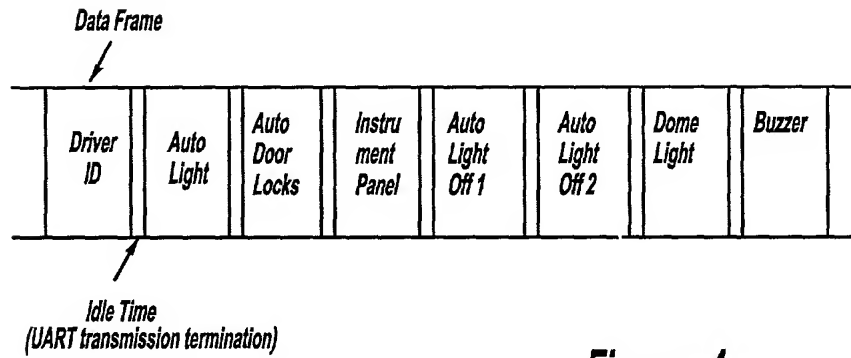 Data Frame
Driver
ID
Auto
Light
Auto
Door
Locks
Instru
ment
Panel
Auto
Light
Off 1
Auto
Light
Off 2
Dome
Light
Buzzer
Idle Time
(UART transmission termination)